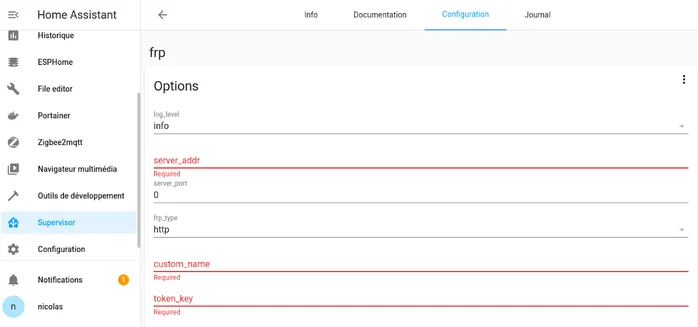 Home Assistant
Info
Documentation
Configuration
Journal
Historique
ESPHome
File editor
Portainer
Zigbee2mqtt
Navigateur multimédia
Outils de développement
Supervisor
Configuration
Notifications
1
n
nicolas
frp
Options
log_level
info
server_addr
Required
server_port
0
frp_type
http
custom_name
Required
token_key
Required